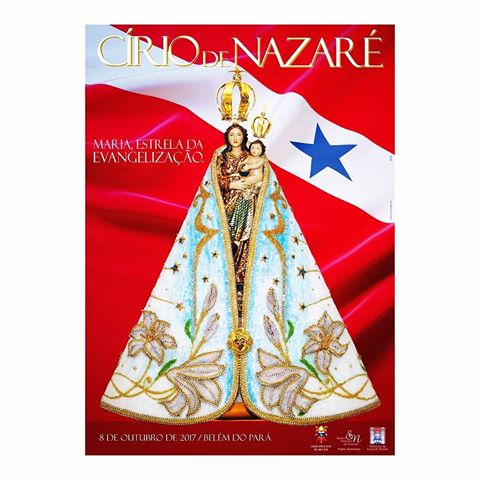 CÍRIO DE NAZARÉ
MARIA, ESTRELA DA
EVANGELIZAÇÃO.
8 DE OUTUBRO DE 2017 / BELÉM DO PARÁ